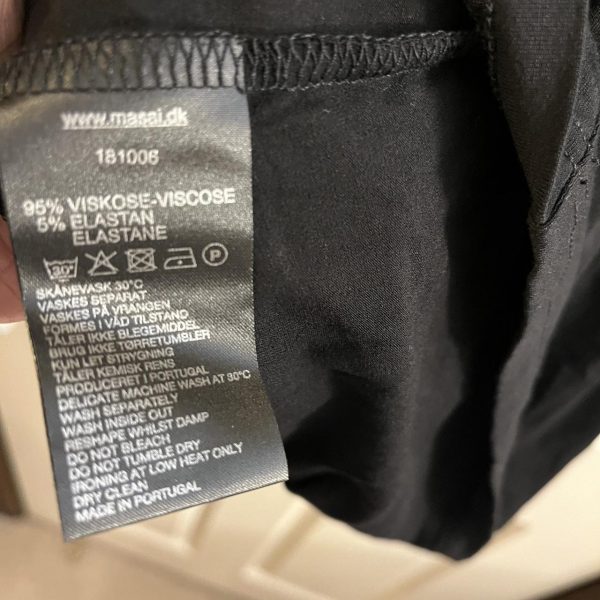 www.masai.dk
181006
95% VISKOSE-VISCOSE
5% ELASTAN
ELASTANE
30°
P
SKÅNEVASK 30°C
VASKES SEPARAT
VASKES PÅ VRANGEN
FORMES I VÅD TILSTAND
TÅLER IKKE BLEGEMIDDEL
BRUG IKKE TØRRETUMBLER
KUN LET STRYGNING
TÅLER KEMISK RENS
PRODUCERET I PORTUGAL
DELICATE MACHINE WASH AT 30°C
WASH SEPARATELY
WASH INSIDE OUT
RESHAPE WHILST DAMP
DO NOT BLEACH
DO NOT TUMBLE DRY
IRONING AT LOW HEAT ONLY
DRY CLEAN
MADE IN PORTUGAL